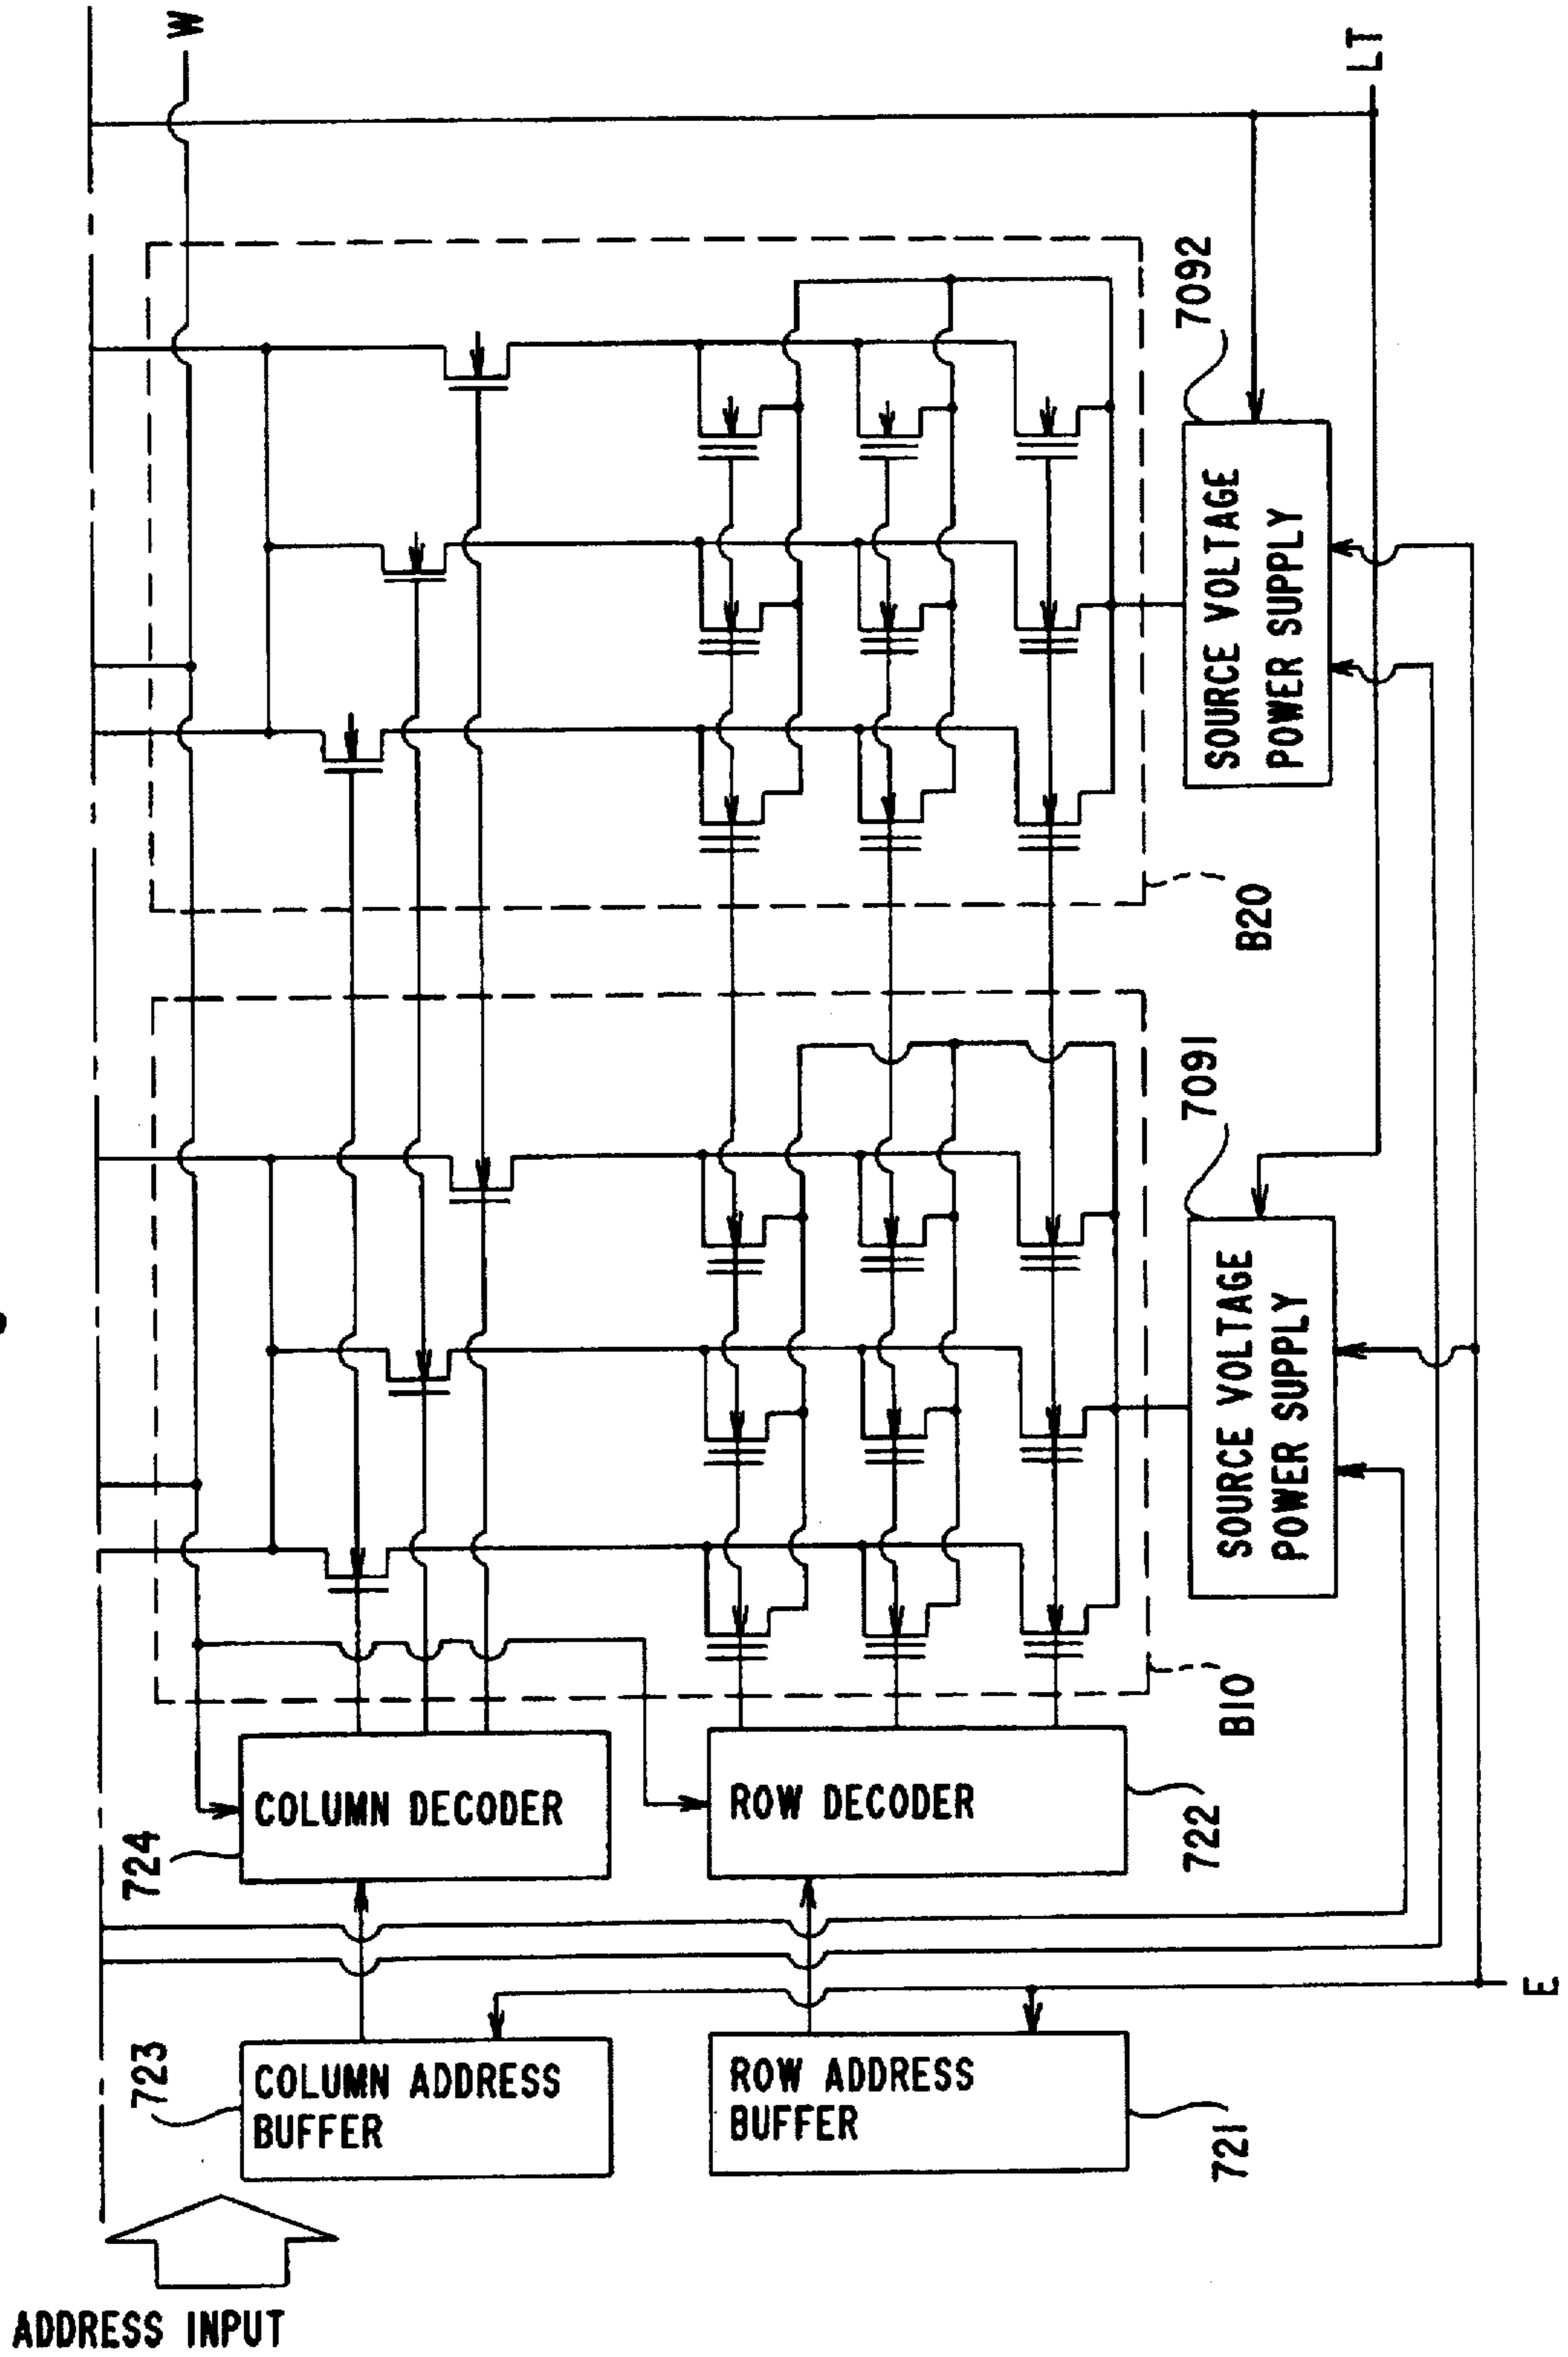 W
LT
7092
SOURCE VOLTAGE
POWER SUPPLY
B20
7091
SOURCE VOLTAGE
POWER SUPPLY
B10
724
COLUMN DECODER
ROW DECODER
722
723
COLUMN ADDRESS
BUFFER
ROW ADDRESS
BUFFER
721
E
ADDRESS INPUT